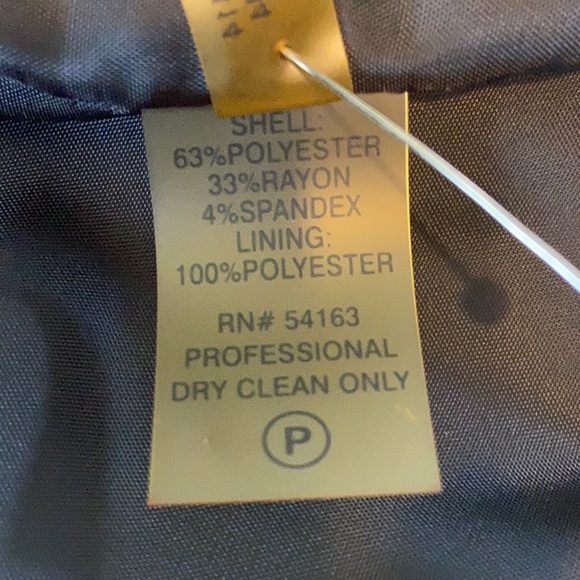 SHELL:
63%POLYESTER
33%RAYON
4%SPANDEX
LINING:
100%POLYESTER
RN# 54163
PROFESSIONAL
DRY CLEAN ONLY
P